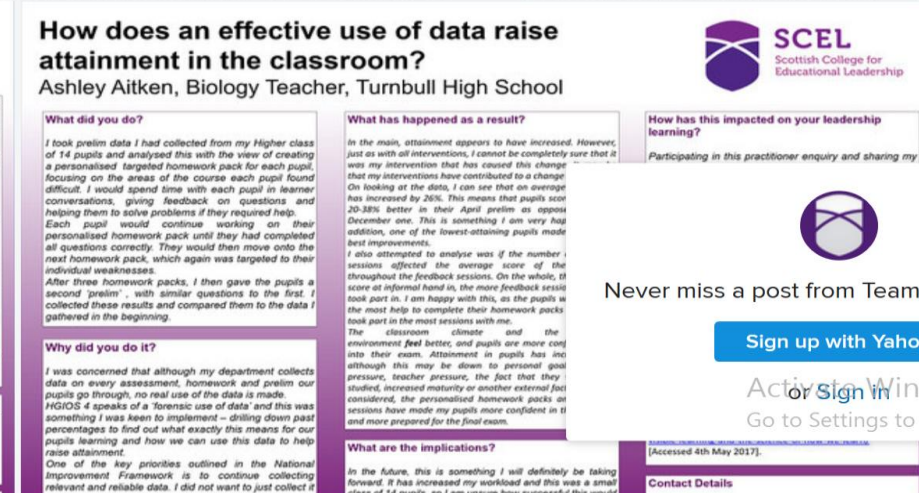 How does an effective use of data raise
attainment in the classroom?
Ashley Aitken, Biology Teacher, Turnbull High School
SCEL
Scottish College for
Educational Leadership
What did you do?
I took prelim data I had collected from my Higher class
of 14 pupils and analysed this with the view of creating
a personalised targeted homework pack for each pupil,
focusing on the areas of the course each pupil found
difficult. I would spend time with each pupil in learner
conversations, giving feedback on questions and
helping them to solve problems if they required help.
Each pupil would continue working on their
personalised homework pack until they had completed
all questions correctly. They would then move onto the
next homework pack, which again was targeted to their
individual weaknesses.
After three homework packs, I then gave the pupils a
second 'prelim' , with similar questions to the first. I
collected these results and compared them to the data I
gathered in the beginning.
Why did you do it?
I was concerned that although my department collects
data on every assessment, homework and prelim our
pupils go through, no real use of the data is made.
HGIOS 4 speaks of a 'forensic use of data' and this was
something I was keen to implement – drilling down past
percentages to find out what exactly this means for our
pupils learning and how we can use this data to help
raise attainment.
One of the key priorities outlined in the National
Improvement Framework is to continue collecting
relevant and reliable data. I did not want to just collect it
What has happened as a result?
In the main, attainment appears to have increased. However,
just as with all interventions, I cannot be completely sure that it
was my intervention that has caused this change
that my interventions have contributed to a change
On looking at the data, I can see that on average
has increased by 26%. This means that pupils scor
20-38% better in their April prelim as oppos
December one. This is something I am very hap
addition, one of the lowest-attaining pupils made
best improvements.
I also attempted to analyse was if the number
sessions affected the average score of the
throughout the feedback sessions. On the whole, th
score at informal hand in, the more feedback sessio
took part in. I am happy with this, as the pupils w
the most help to complete their homework packs
took part in the most sessions with me.
The classroom climate and the
environment feel better, and pupils are more conf
into their exam. Attainment in pupils has inc
although this may be down to personal goal
pressure, teacher pressure, the fact that they
studied, increased maturity or another external fact
considered, the personalised homework packs an
sessions have made my pupils more confident in th
and more prepared for the final exam.
What are the implications?
In the future, this is something I will definitely be taking
forward. It has increased my workload and this was a small
class of 14 pupils, so I am unsure how successful this would
How has this impacted on your leadership
learning?
Participating in this practitioner enquiry and sharing my
Never miss a post from Team
Sign up with Yaho
or Sign in
Activate Win
Go to Settings to
[Accessed 4th May 2017].
Contact Details